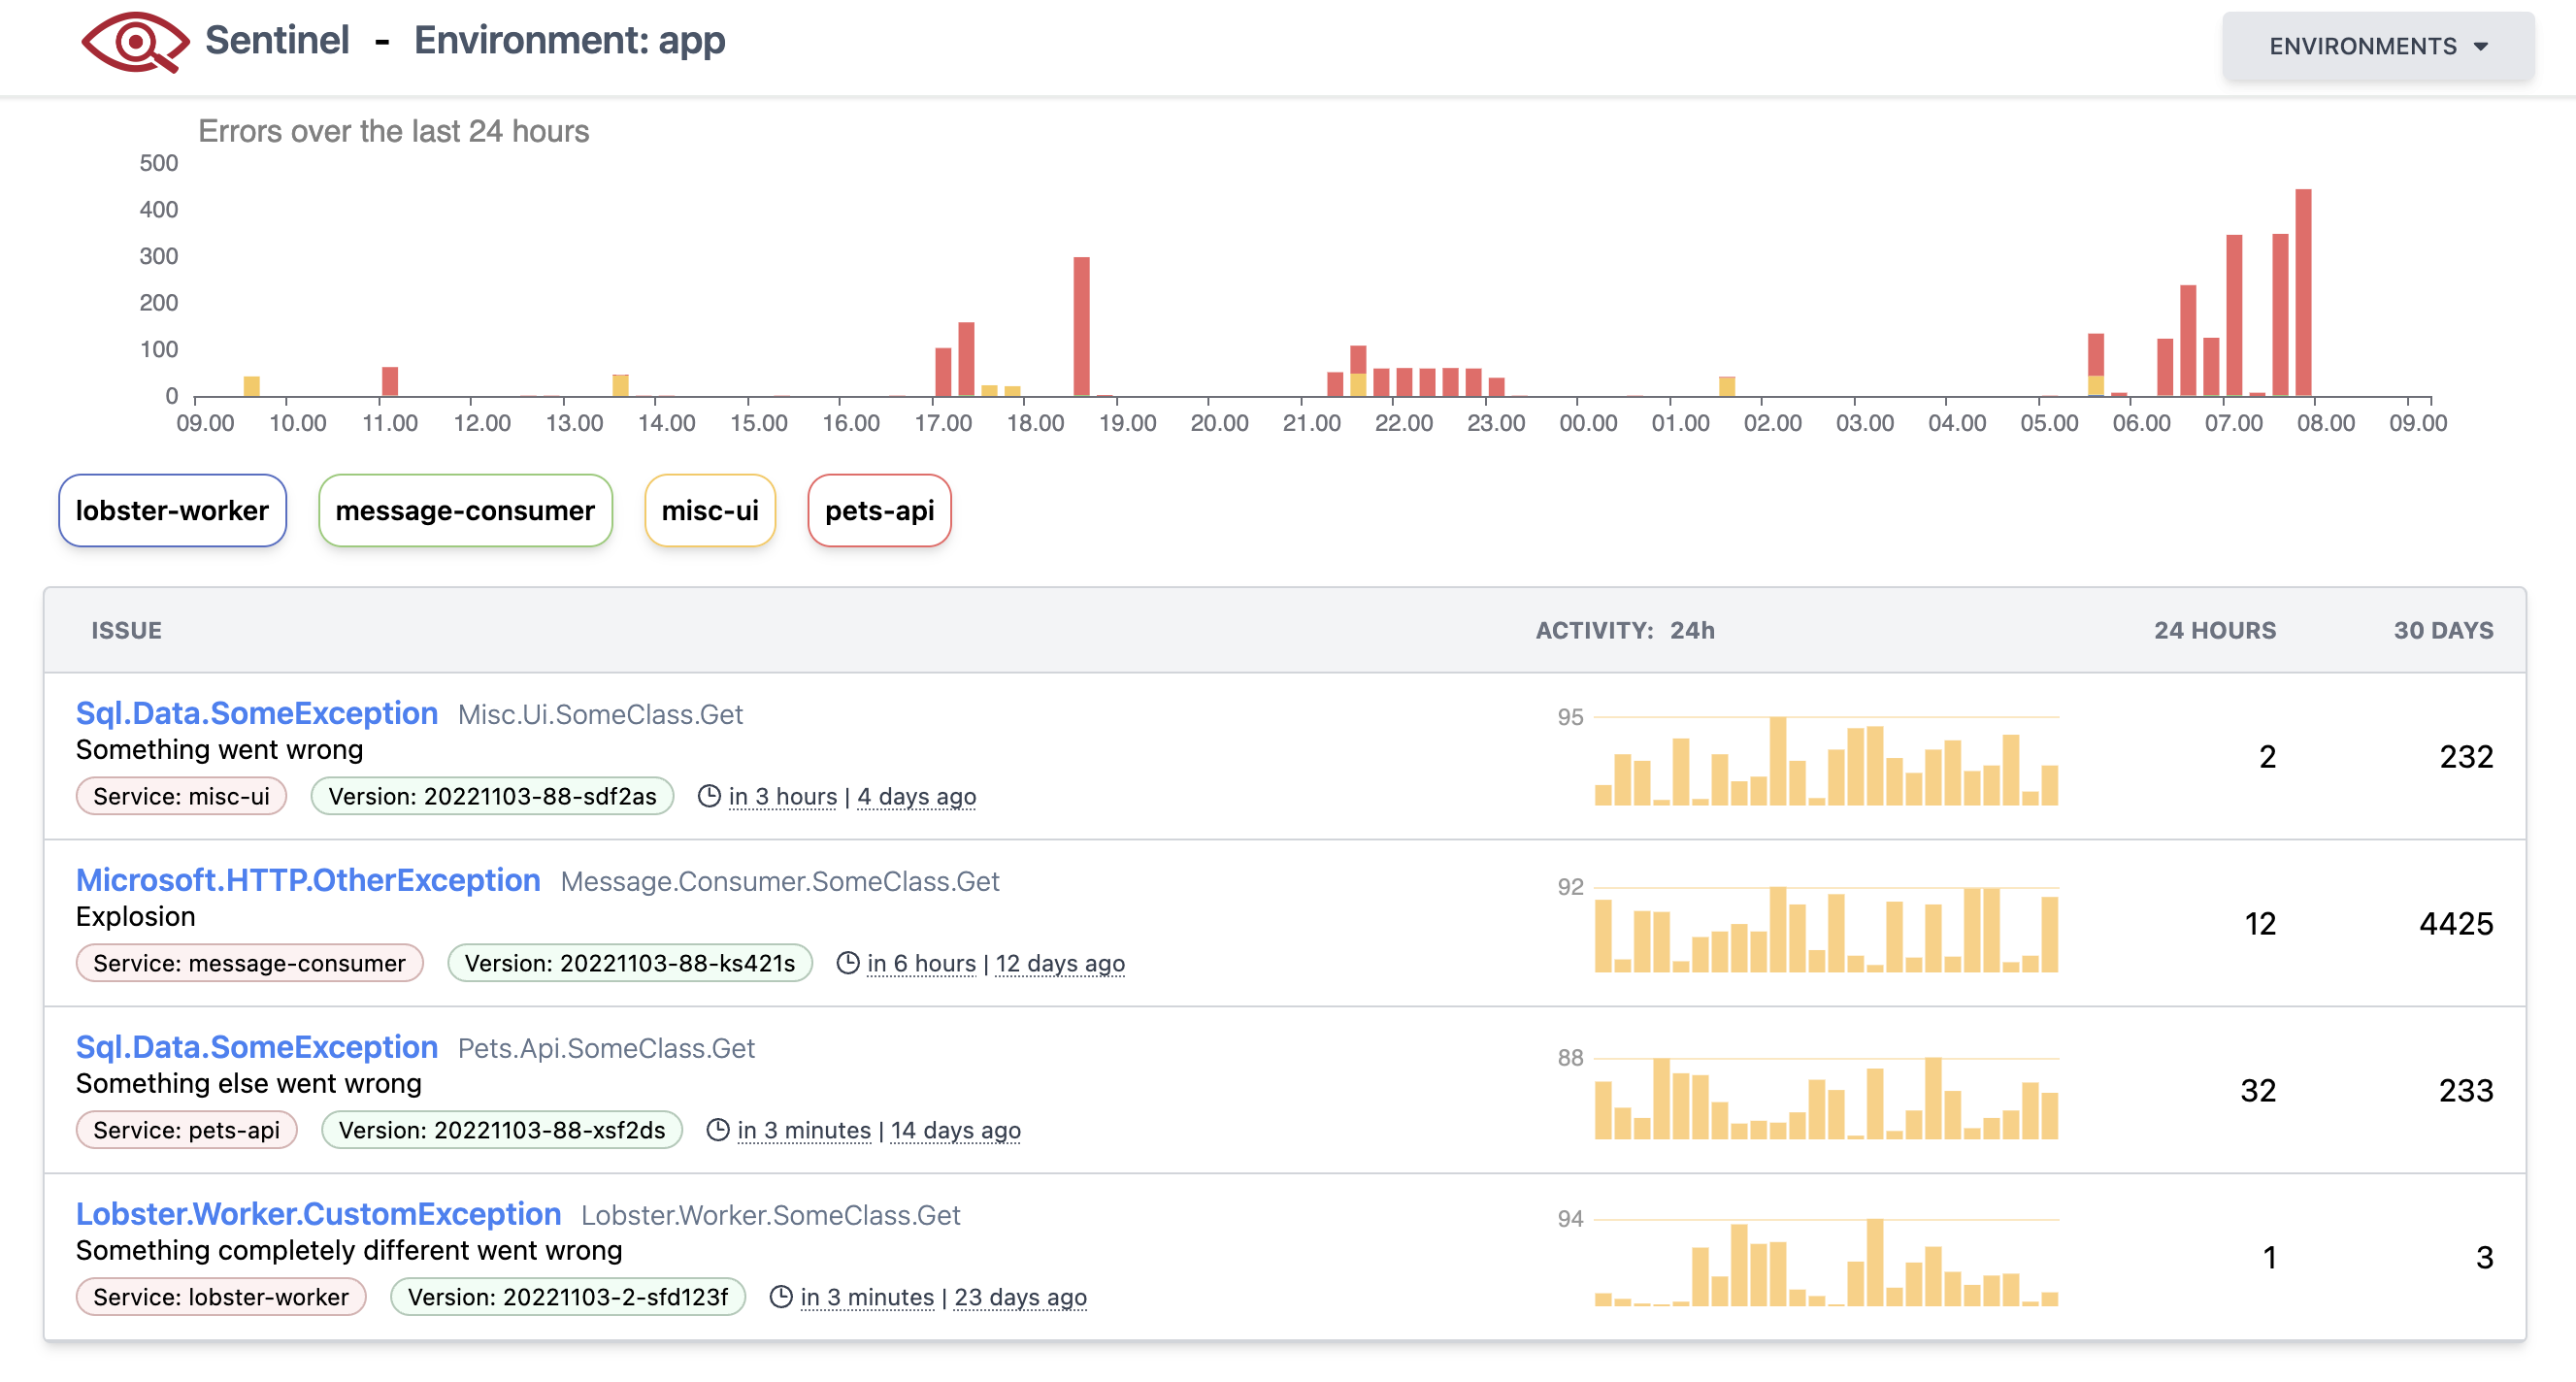 Sentinel - Environment: app
ENVIRONMENTS
Errors over the last 24 hours
500
400
300
200
100
0
09.00 10.00 11.00 12.00 13.00 14.00 15.00 16.00 17.00 18.00 19.00 20.00 21.00 22.00 23.00 00.00 01.00 02.00 03.00 04.00 05.00 06.00 07.00 08.00 09.00
lobster-worker message-consumer misc-ui pets-api
ISSUE ACTIVITY: 24h 24 HOURS 30 DAYS
Sql.Data.SomeException Misc.Ui.SomeClass.Get
Something went wrong
Service: misc-ui Version: 20221103-88-sdf2as in 3 hours | 4 days ago
95
2 232
Microsoft.HTTP.OtherException Message.Consumer.SomeClass.Get
Explosion
Service: message-consumer Version: 20221103-88-ks421s in 6 hours | 12 days ago
92
12 4425
Sql.Data.SomeException Pets.Api.SomeClass.Get
Something else went wrong
Service: pets-api Version: 20221103-88-xsf2ds in 3 minutes | 14 days ago
88
32 233
Lobster.Worker.CustomException Lobster.Worker.SomeClass.Get
Something completely different went wrong
Service: lobster-worker Version: 20221103-2-sfd123f in 3 minutes | 23 days ago
94
1 3